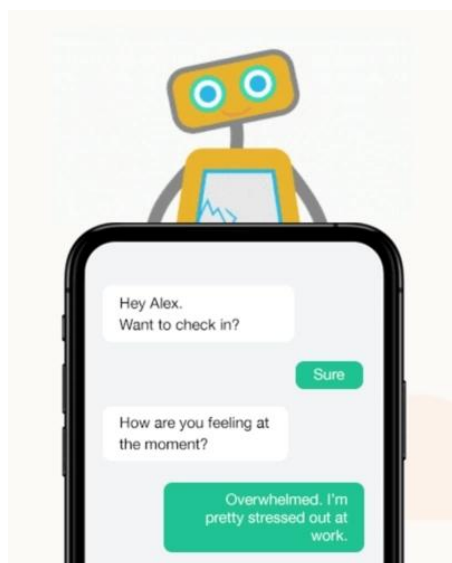 Hey Alex.
Want to check in?
Sure
How are you feeling at
the moment?
Overwhelmed. I'm
pretty stressed out at
work.